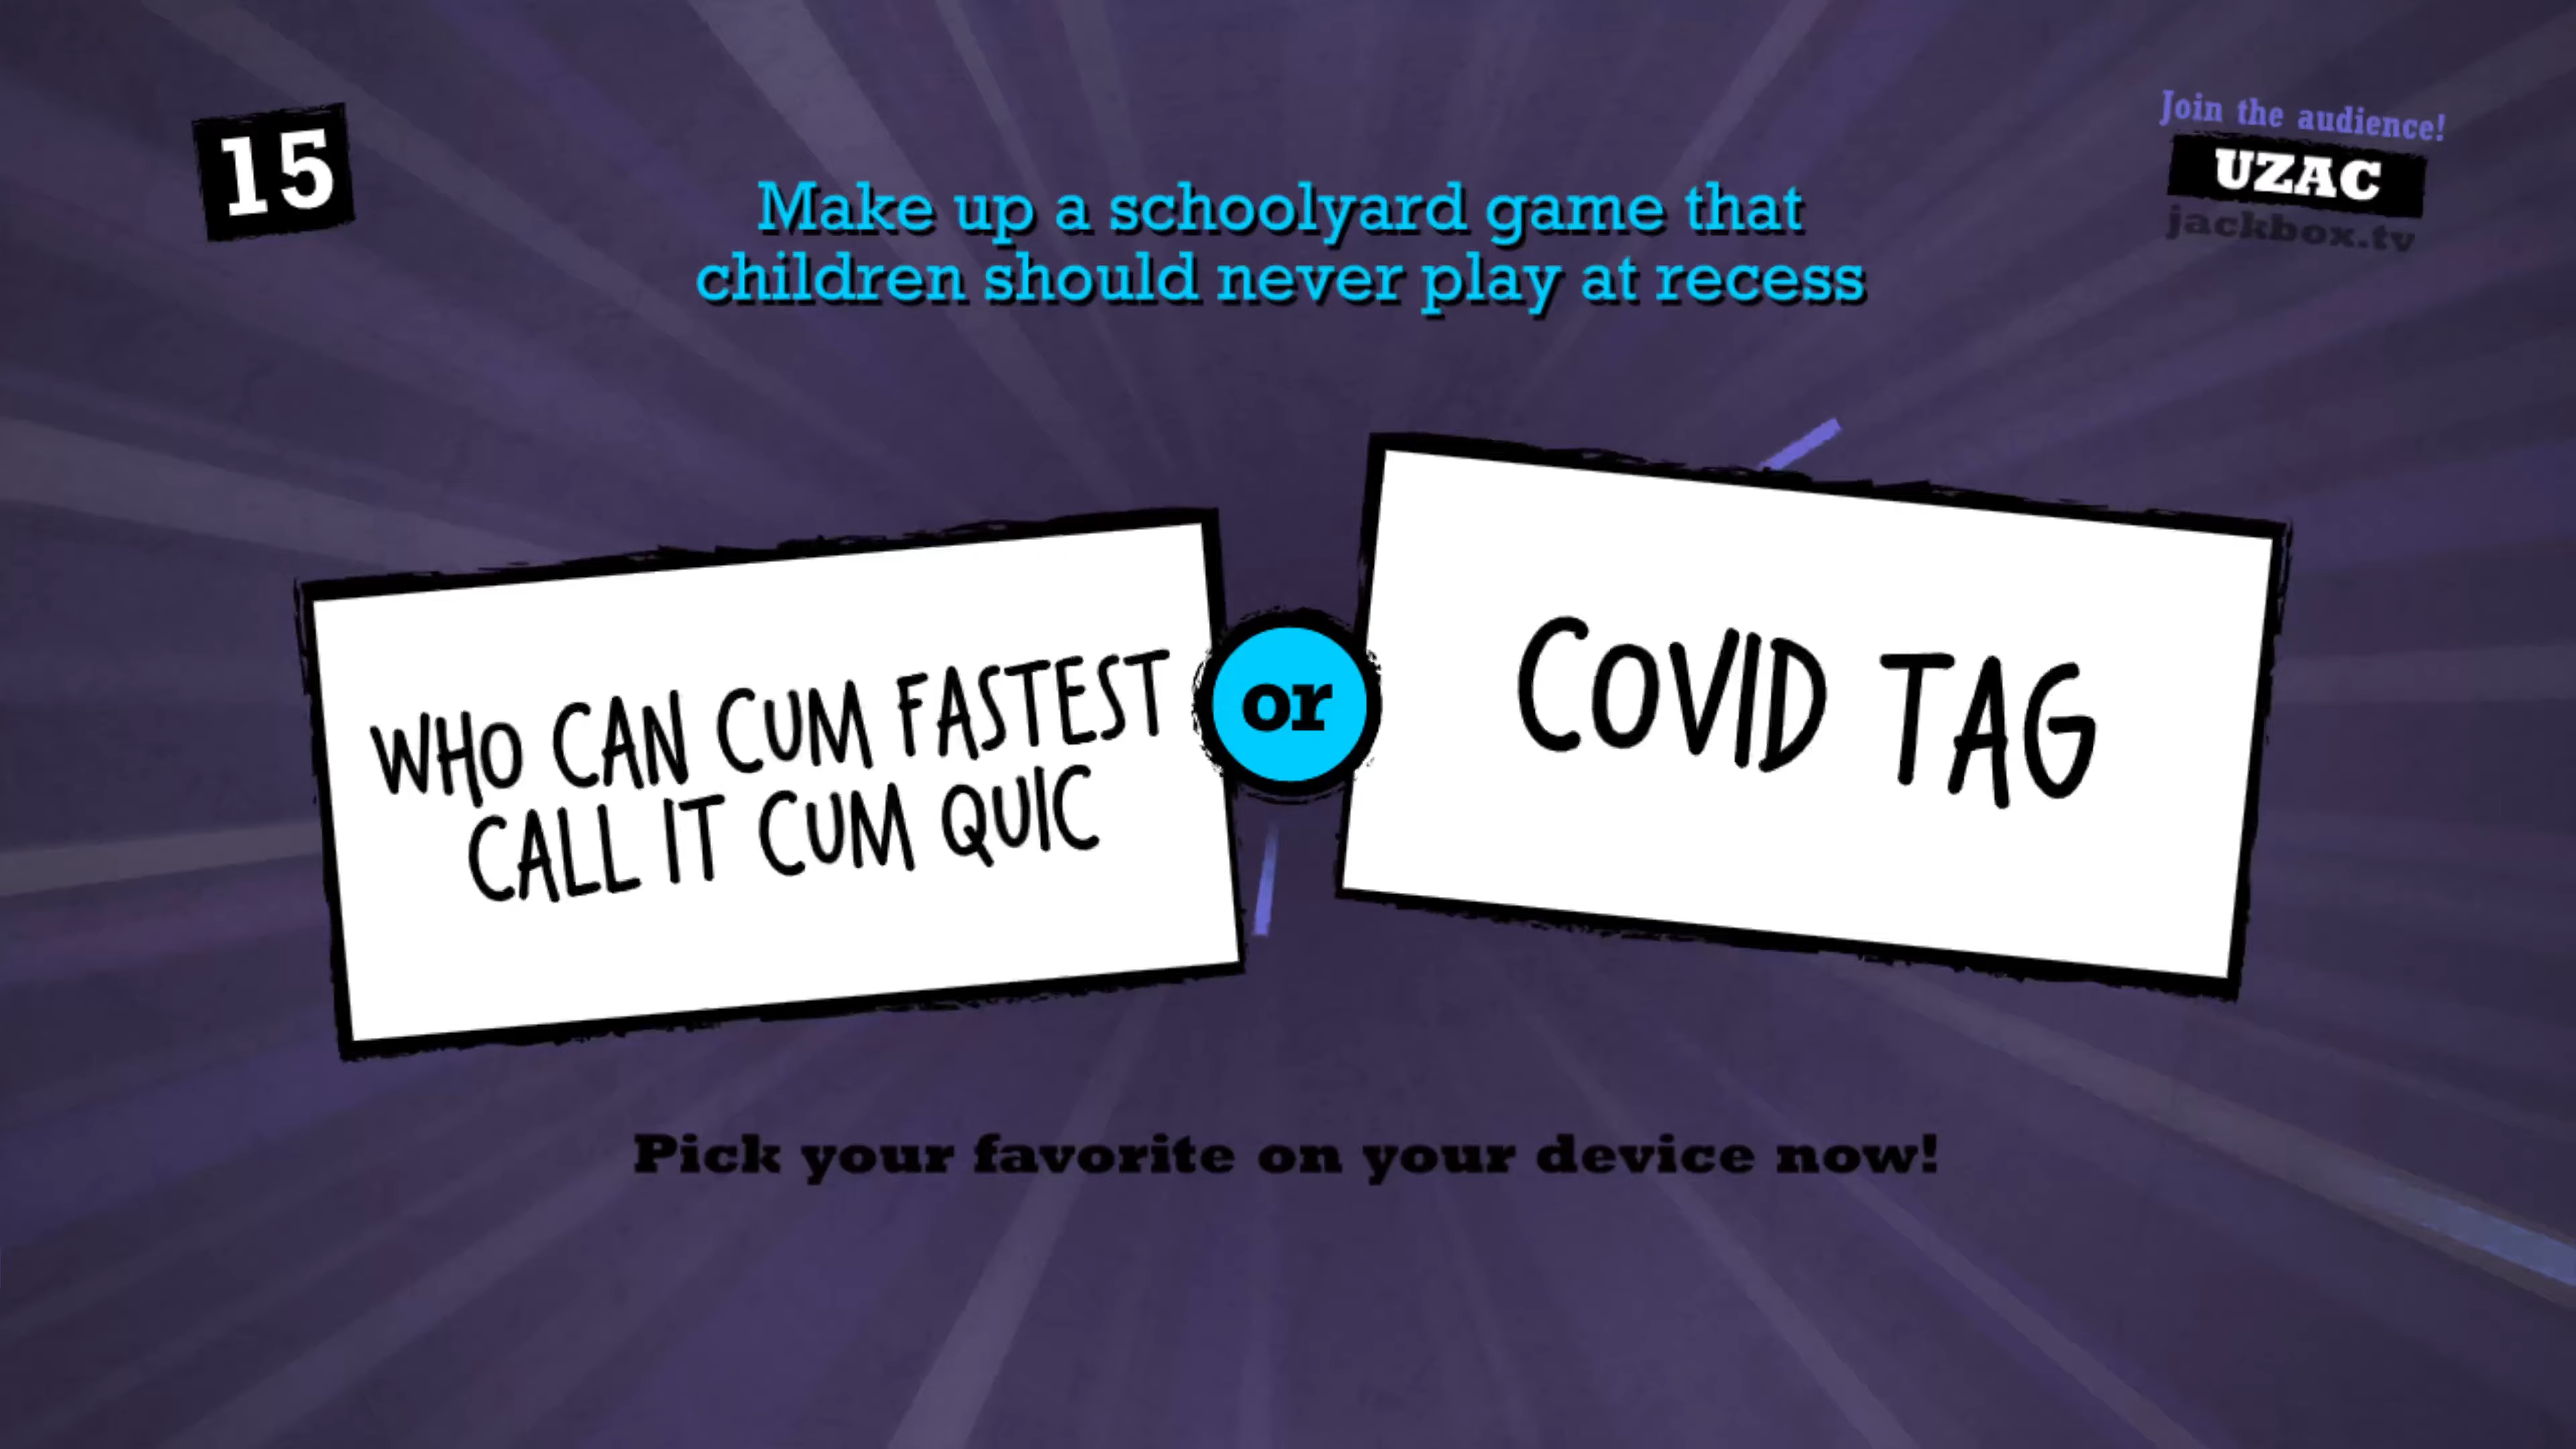 15
Join the audience!
UZAC
jackbox.tv
Make up a schoolyard game that
children should never play at recess
WHO CAN CUM FASTEST
CALL IT CUM QUIC
or
COVID TAG
Pick your favorite on your device now!